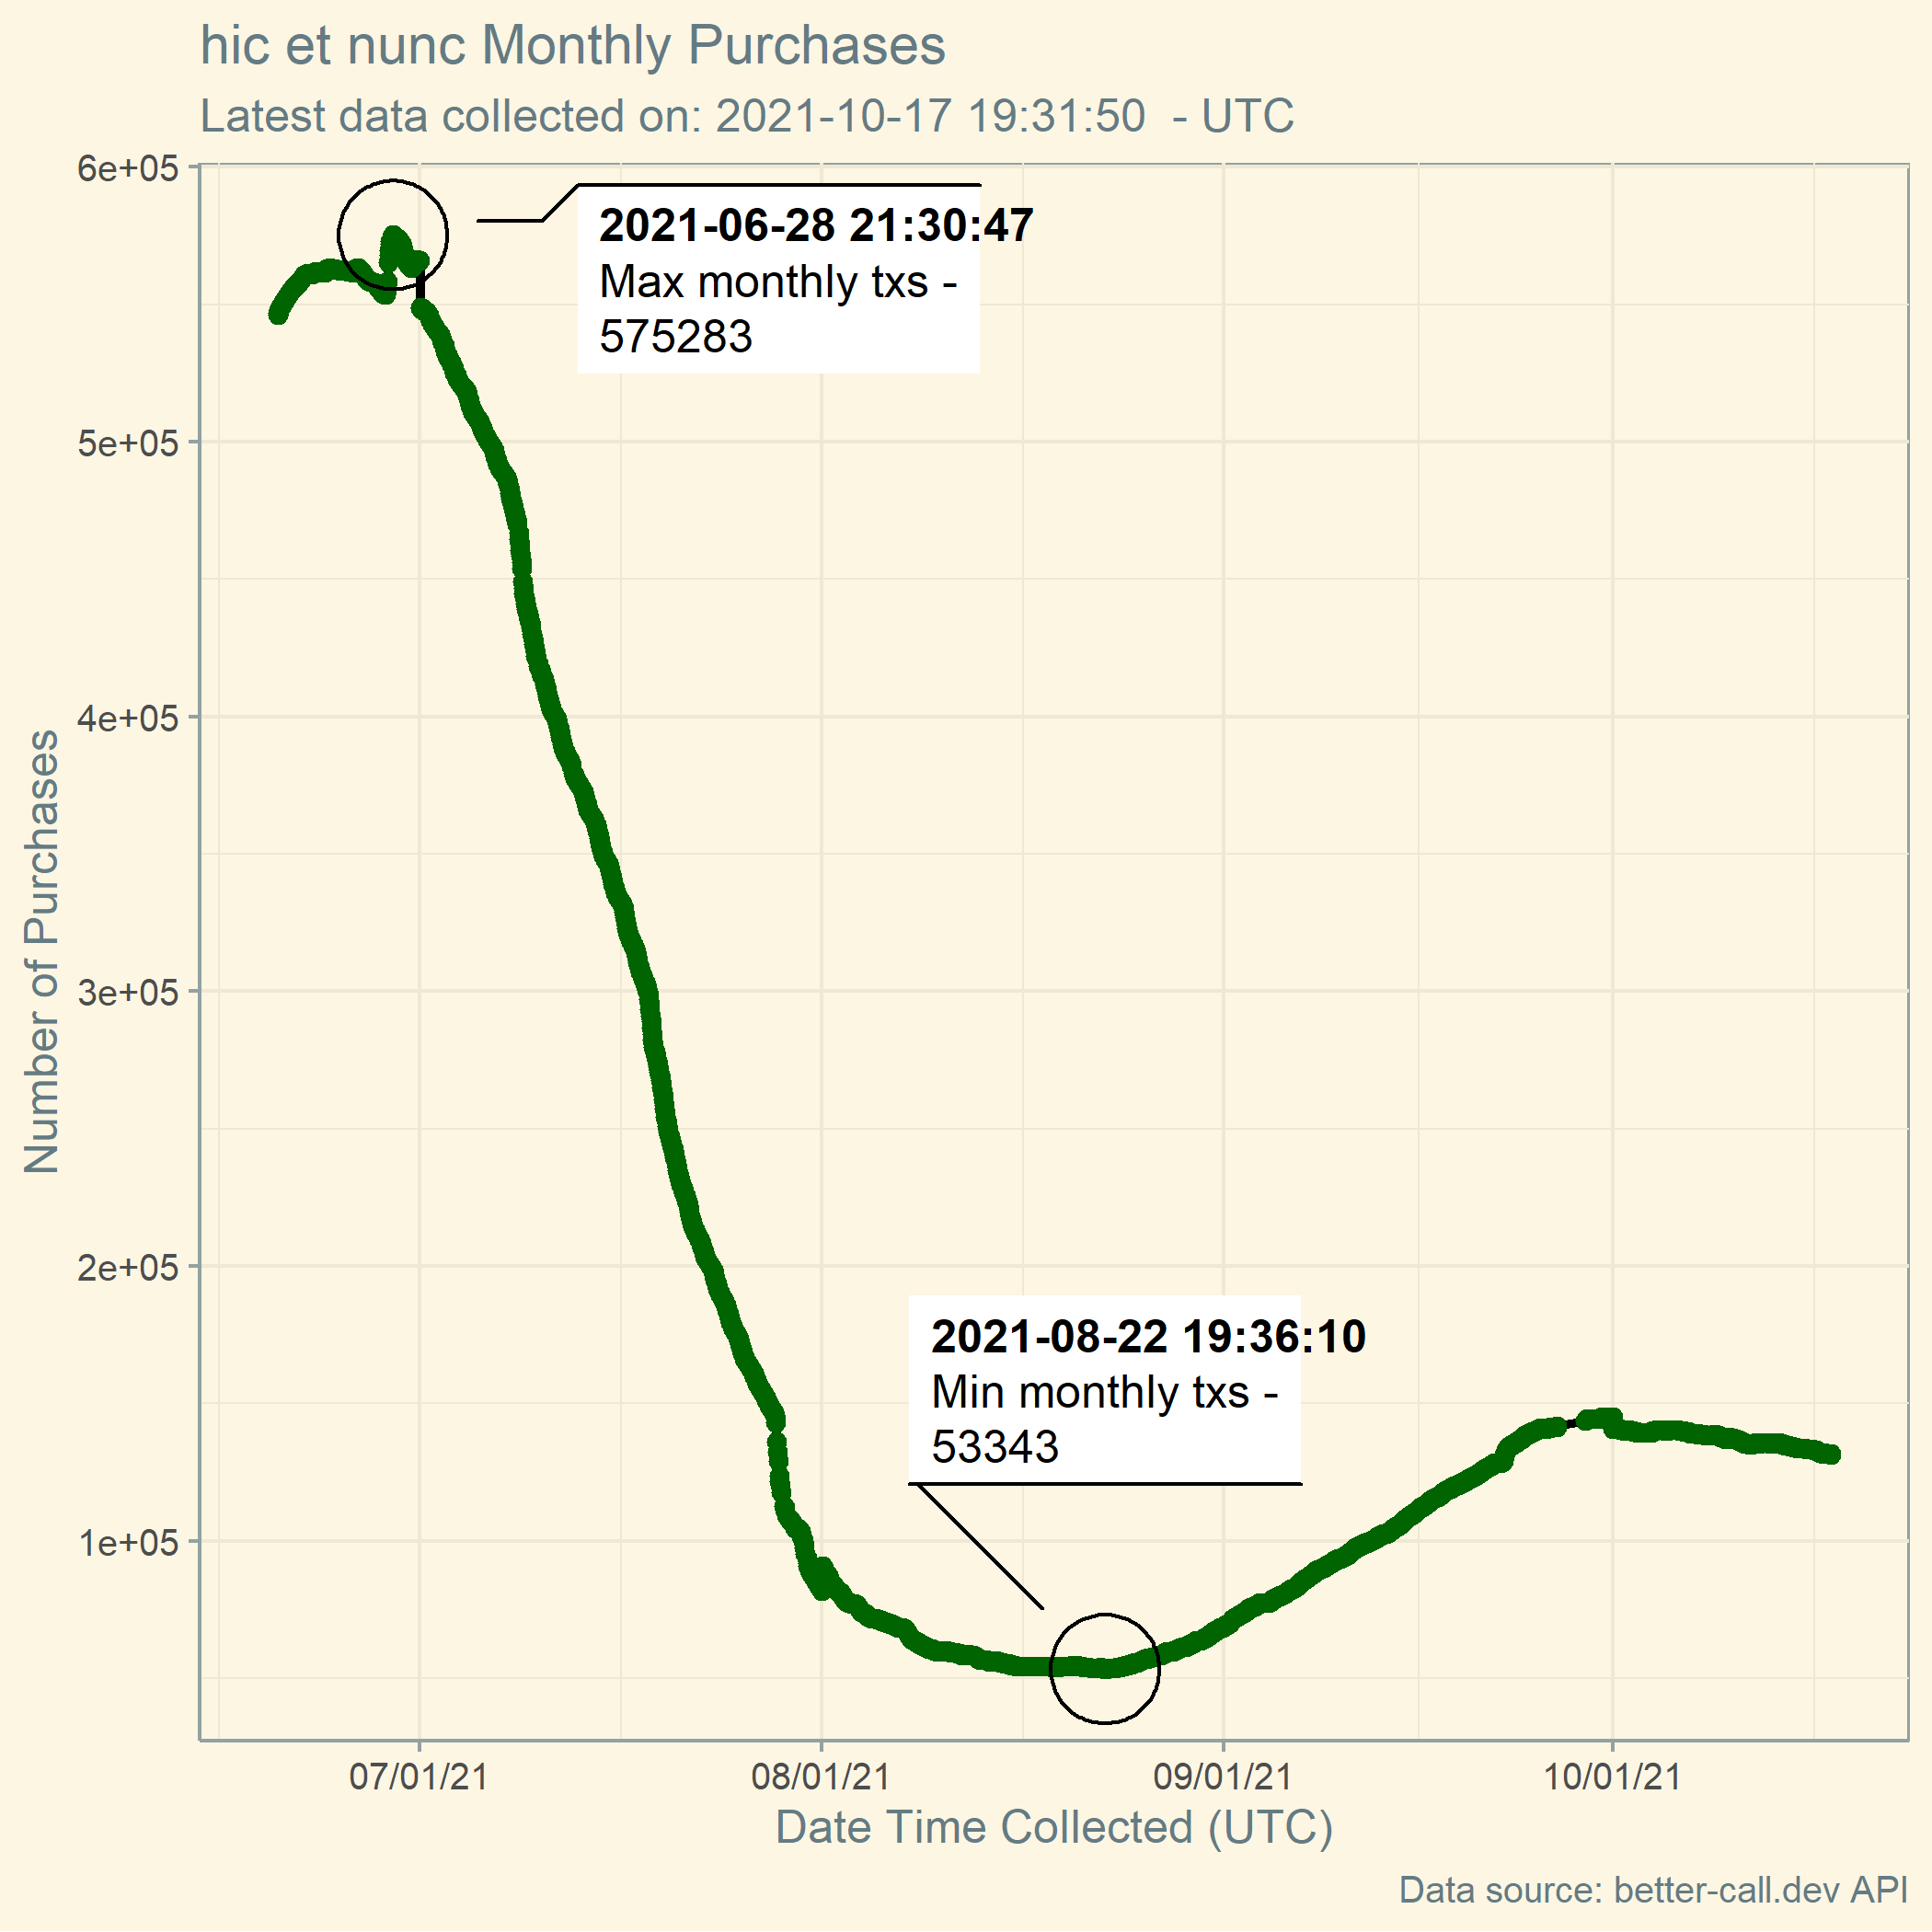 hic et nunc Monthly Purchases
Latest data collected on: 2021-10-17 19:31:50  - UTC
6e+05
2021-06-28 21:30:47
Max monthly txs -
575283
5e+05
4e+05
Number of Purchases
3e+05
2e+05
2021-08-22 19:36:10
Min monthly txs -
53343
1e+05
07/01/21
08/01/21
09/01/21
10/01/21
Date Time Collected (UTC)
Data source: better-call.dev API